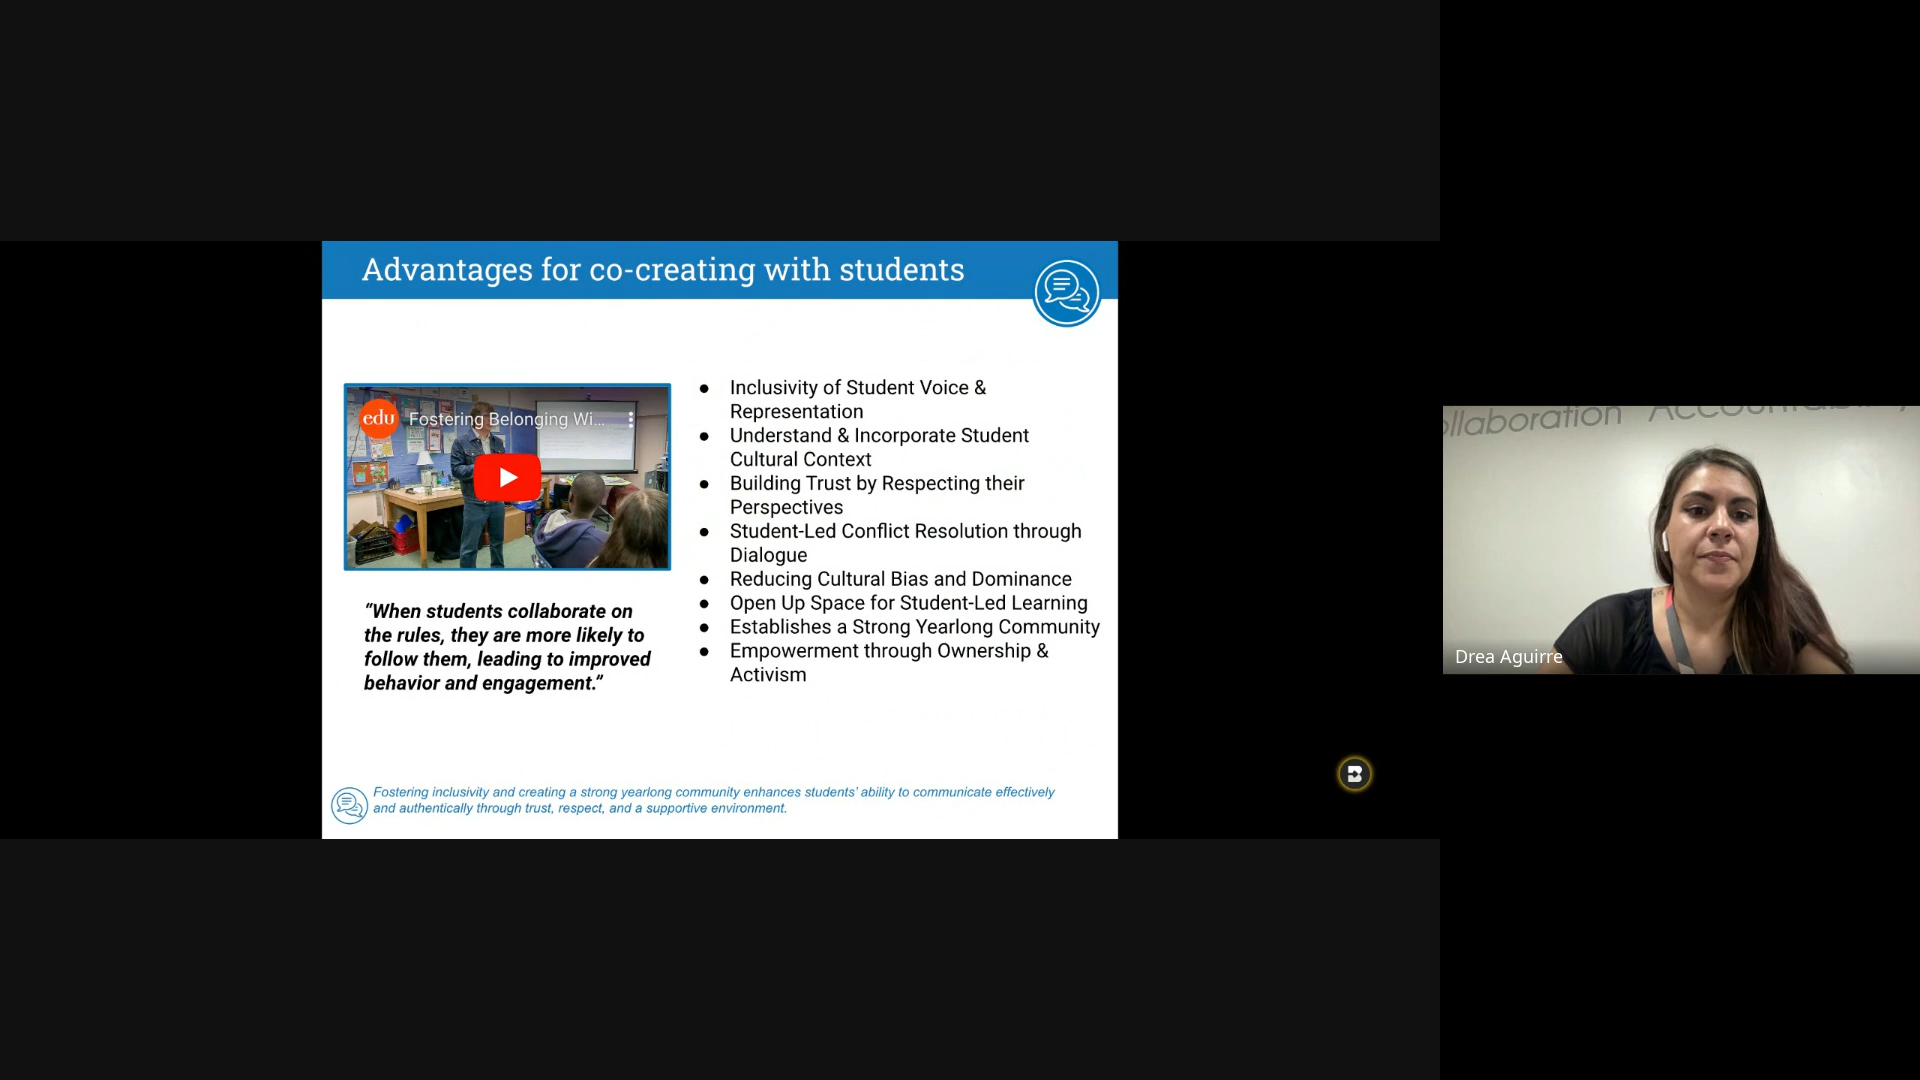 Advantages for co-creating with students
edu
Fostering Belonging Wi...
“When students collaborate on
the rules, they are more likely to
follow them, leading to improved
behavior and engagement.”
● Inclusivity of Student Voice &
Representation
● Understand & Incorporate Student
Cultural Context
● Building Trust by Respecting their
Perspectives
● Student-Led Conflict Resolution through
Dialogue
● Reducing Cultural Bias and Dominance
● Open Up Space for Student-Led Learning
● Establishes a Strong Yearlong Community
● Empowerment through Ownership &
Activism
Fostering inclusivity and creating a strong yearlong community enhances students’ ability to communicate effectively
and authentically through trust, respect, and a supportive environment.
ollaboration
Drea Aguirre